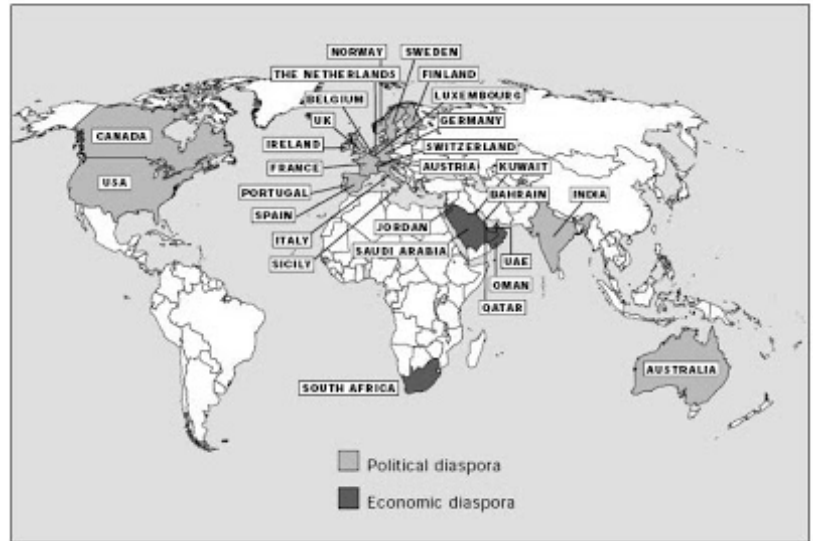 NORWAY
SWEDEN
THE NETHERLANDS
FINLAND
BELGIUM
LUXEMBOURG
UK
GERMANY
CANADA
IRELAND
SWITZERLAND
FRANCE
AUSTRIA
KUWAIT
USA
PORTUGAL
BAHRAIN
INDIA
SPAIN
JORDAN
ITALY
SAUDI ARABIA
SICILY
UAE
OMAN
QATAR
AUSTRALIA
SOUTH AFRICA
Political diaspora
Economic diaspora